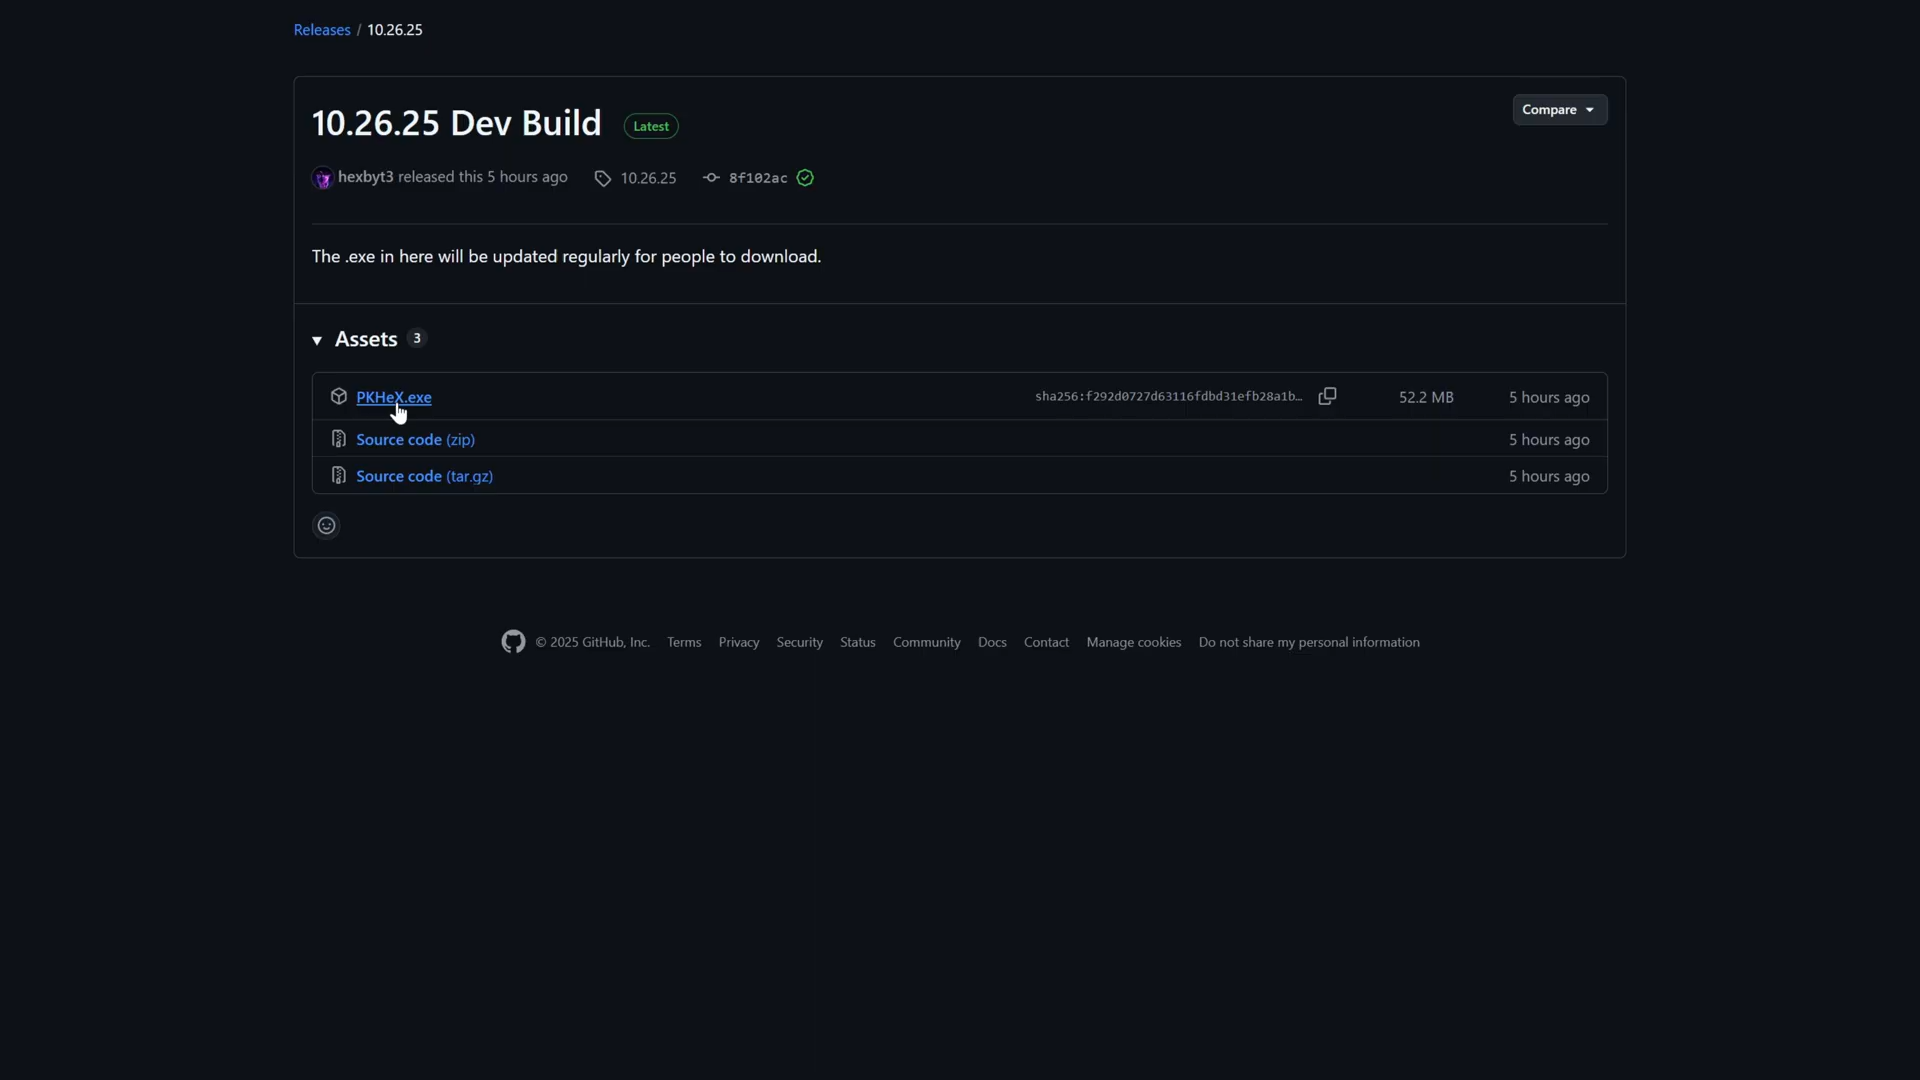 Releases / 10.26.25
10.26.25 Dev Build Latest
Compare
hexbyt3 released this 5 hours ago 10.26.25 8f102ac
The .exe in here will be updated regularly for people to download.
Assets 3
PKHeX.exe sha256:f292d0727d63116fdbd31efb28a1b… 52.2 MB 5 hours ago
Source code (zip) 5 hours ago
Source code (tar.gz) 5 hours ago
© 2025 GitHub, Inc. Terms Privacy Security Status Community Docs Contact Manage cookies Do not share my personal information